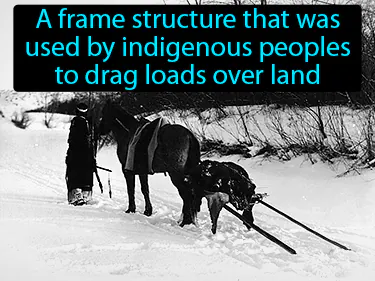 A frame structure that was
used by indigenous peoples
to drag loads over land